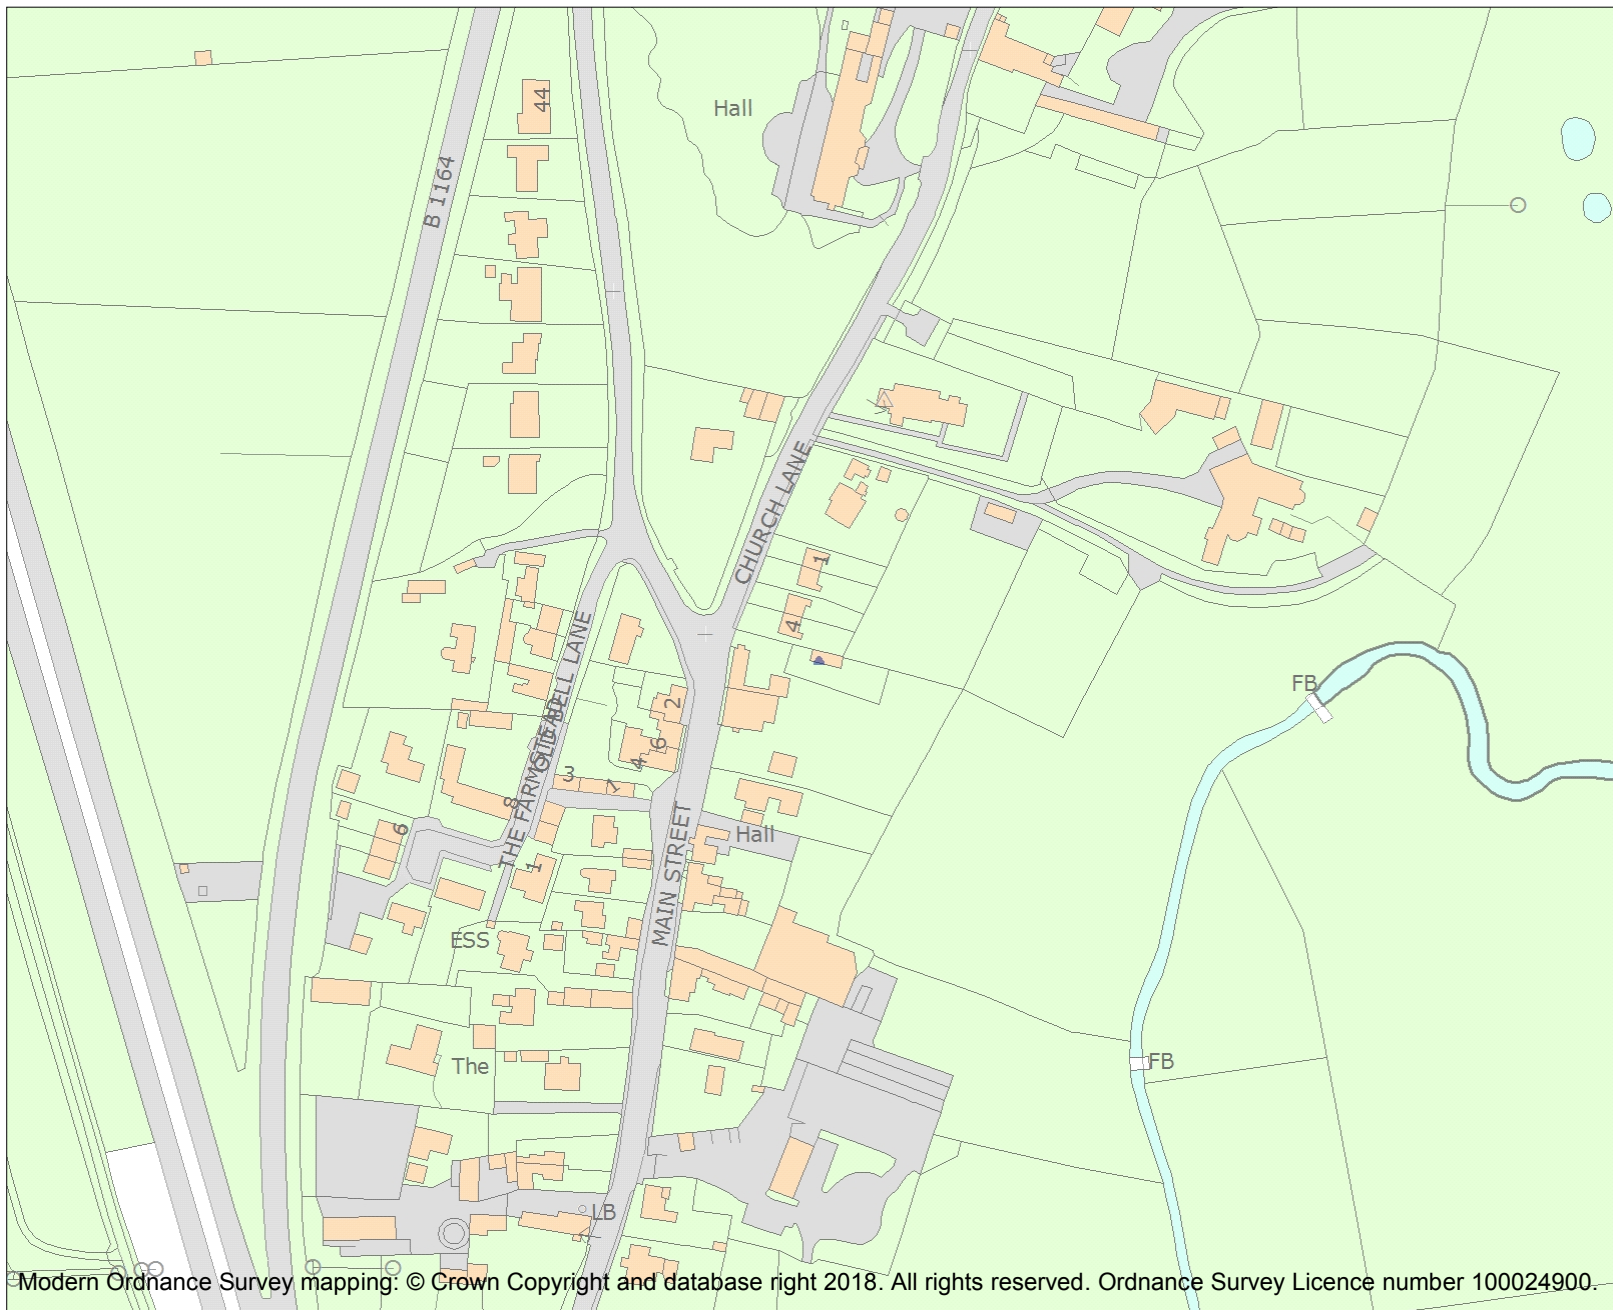 44
Hall
B 1164
CHURCH LANE
1
4
OLD BELL LANE
FB
2
6
4
3
1
THE FARMSTEAD
8
6
MAIN STREET
Hall
1
ESS
The
FB
LB
Modern Ordnance Survey mapping: © Crown Copyright and database right 2018. All rights reserved. Ordnance Survey Licence number 100024900.